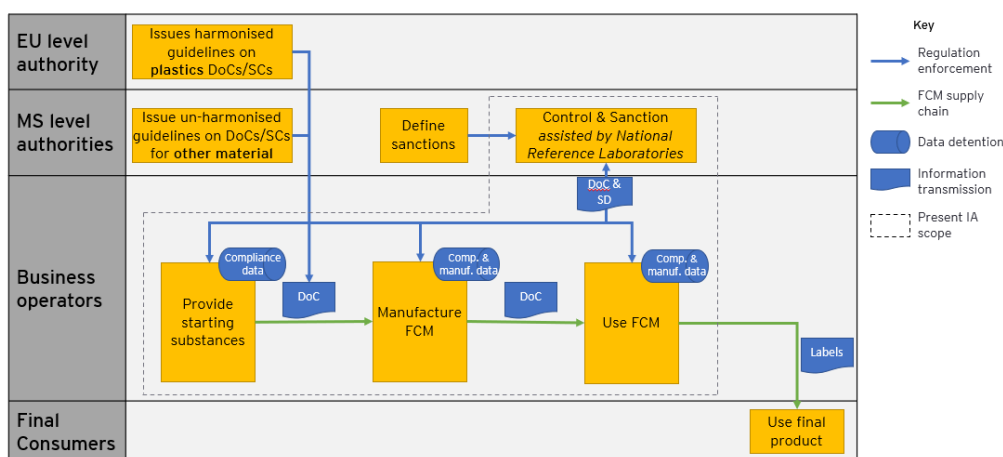 EU level
authority
Issues harmonised
guidelines on
plastics DoCs/SCs
MS level
authorities
Issue un-harmonised
guidelines on DoCs/SCs
for other material
Define
sanctions
Control & Sanction
assisted by National
Reference Laboratories
DoC &
SD
Business
operators
Compliance
data
Provide
starting
substances
DoC
Comp. &
manuf. data
Manufacture
FCM
DoC
Comp. &
manuf. data
Use FCM
Labels
Final
Consumers
Use final
product
Key
Regulation
enforcement
FCM supply
chain
Data detention
Information
transmission
Present IA
scope